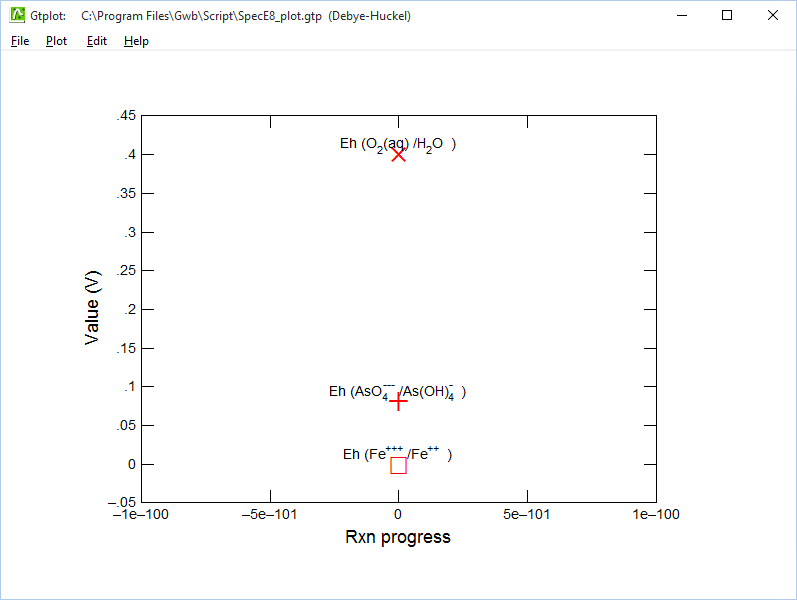 Gtplot: C:\Program Files\Gwb\Script\SpecE8_plot.gtp (Debye-Huckel)
File Plot Edit Help
.45
Eh (O₂(aq) /H₂O )
.4
.35
.3
.25
Value (V)
.2
.15
.1
Eh (AsO₄⁻⁻⁻ /As(OH)₄⁻ )
.05
Eh (Fe⁺⁺⁺ /Fe⁺⁺ )
0
–.05
–1e–100 –5e–101 0 5e–101 1e–100
Rxn progress